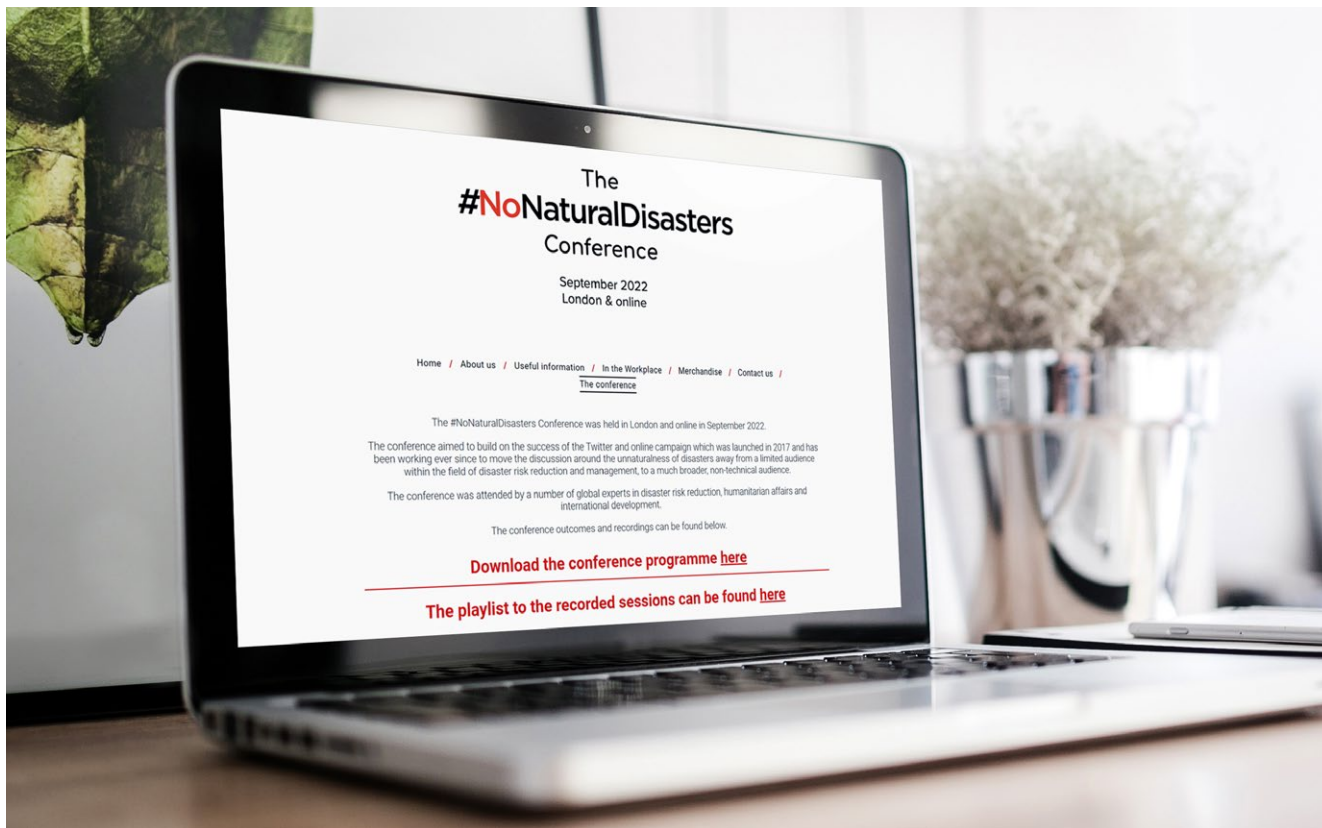 The
#NoNaturalDisasters
Conference
September 2022
London & online
Home / About us / Useful information / In the Workplace / Merchandise / Contact us /
The conference
The #NoNaturalDisasters Conference was held in London and online in September 2022.
The conference aimed to build on the success of the Twitter and online campaign which was launched in 2017 and has
been working ever since to move the discussion around the unnaturalness of disasters away from a limited audience
within the field of disaster risk reduction and management, to a much broader, non-technical audience.
The conference was attended by a number of global experts in disaster risk reduction, humanitarian affairs and
international development.
The conference outcomes and recordings can be found below.
Download the conference programme here
The playlist to the recorded sessions can be found here